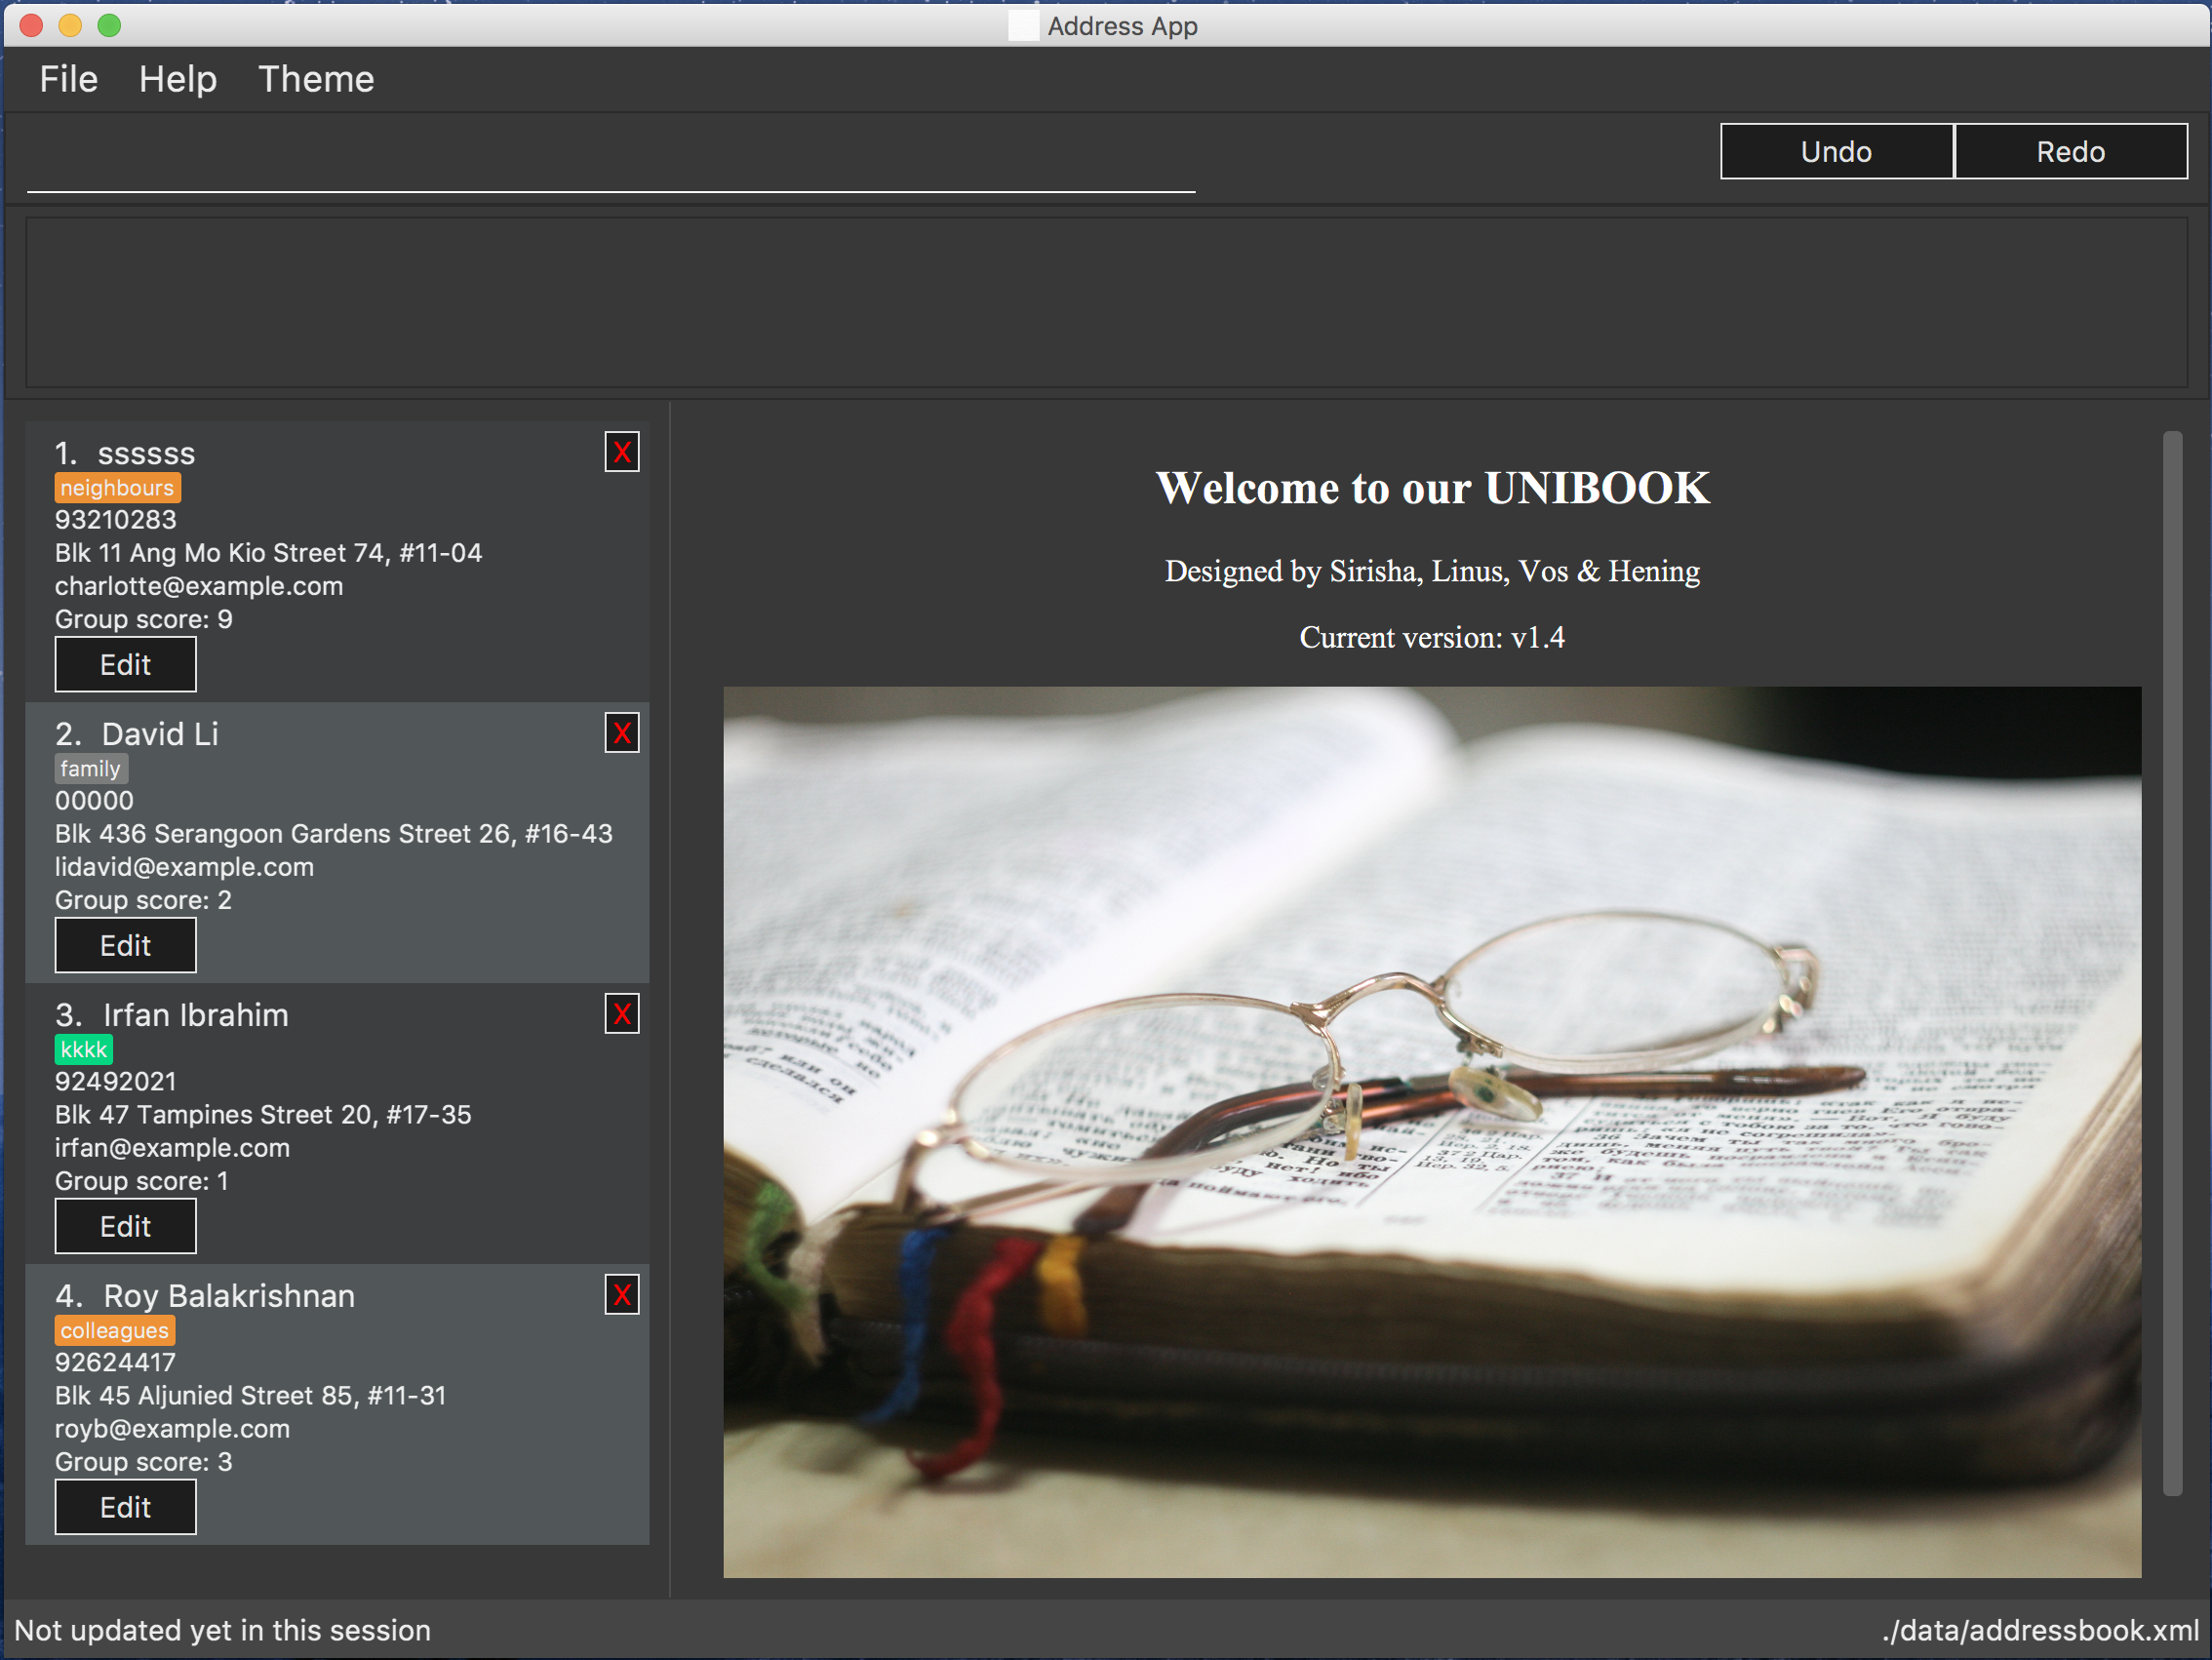 Address App
File Help Theme
Undo Redo
1. ssssss
X
neighbours
93210283
Blk 11 Ang Mo Kio Street 74, #11-04
charlotte@example.com
Group score: 9
Edit
2. David Li
X
family
00000
Blk 436 Serangoon Gardens Street 26, #16-43
lidavid@example.com
Group score: 2
Edit
3. Irfan Ibrahim
X
kkkk
92492021
Blk 47 Tampines Street 20, #17-35
irfan@example.com
Group score: 1
Edit
4. Roy Balakrishnan
X
colleagues
92624417
Blk 45 Aljunied Street 85, #11-31
royb@example.com
Group score: 3
Edit
Welcome to our UNIBOOK
Designed by Sirisha, Linus, Vos & Hening
Current version: v1.4
Not updated yet in this session
./data/addressbook.xml